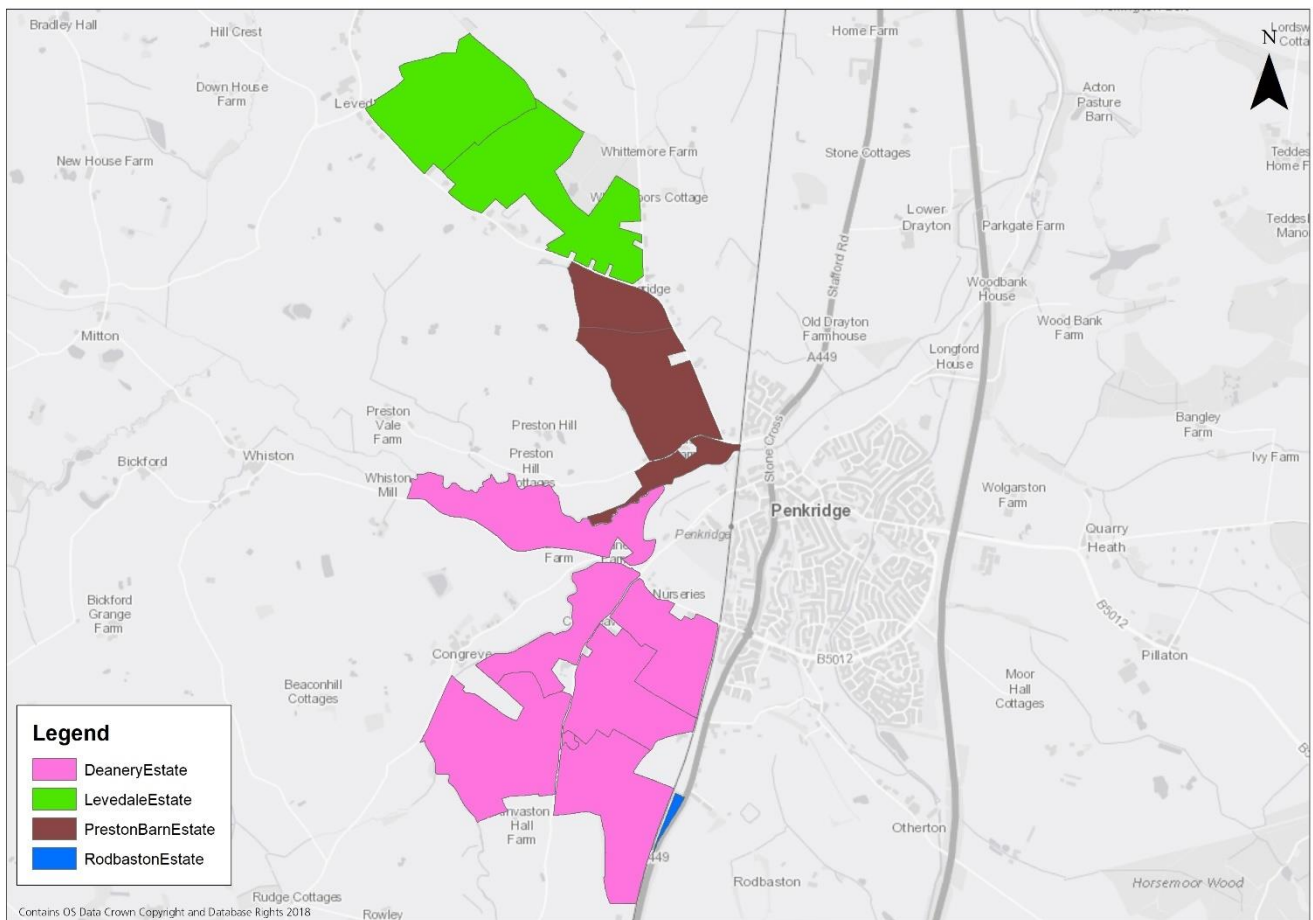 Bradley Hall
Hill Crest
Home Farm
N
Down House
Farm
Acton
Pasture
Barn
New House Farm
Whittemore Farm
Stone Cottages
Home F
Cottage
Lower
Drayton
Parkgate Farm
Stafford Rd
Woodbank
House
Mitton
Old Drayton
Farmhouse
A449
Wood Bank
Farm
Longford
House
Preston
Vale
Farm
Preston Hill
Stone Cross
Bangley
Farm
Bickford
Whiston
Preston
Hill
Ivy Farm
Whiston
Mill
Wolgarston
Farm
Penkridge
Penkridge
Quarry
Heath
Farm
Nurseries
Bickford
Grange
Farm
B5012
Congreve
B5012
Pillaton
Beaconhill
Cottages
Moor
Hall
Cottages
Legend
DeaneryEstate
LevedaleEstate
PrestonBarnEstate
RodbastonEstate
Hall
Farm
Otherton
449
Rodbaston
Horsemoor Wood
Rudge Cottages
Rowley
Contains OS Data Crown Copyright and Database Rights 2018